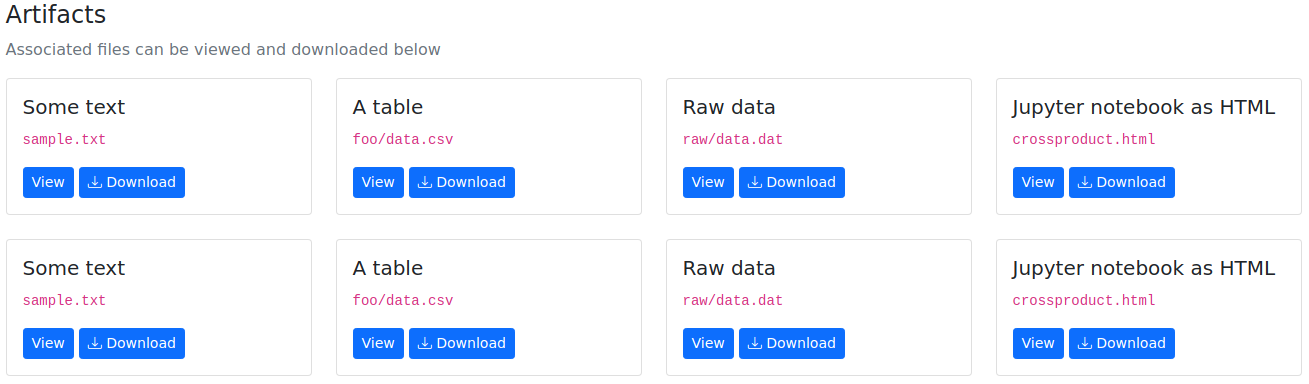 Artifacts
Associated files can be viewed and downloaded below
Some text
sample.txt
View Download
A table
foo/data.csv
View Download
Raw data
raw/data.dat
View Download
Jupyter notebook as HTML
crossproduct.html
View Download
Some text
sample.txt
View Download
A table
foo/data.csv
View Download
Raw data
raw/data.dat
View Download
Jupyter notebook as HTML
crossproduct.html
View Download